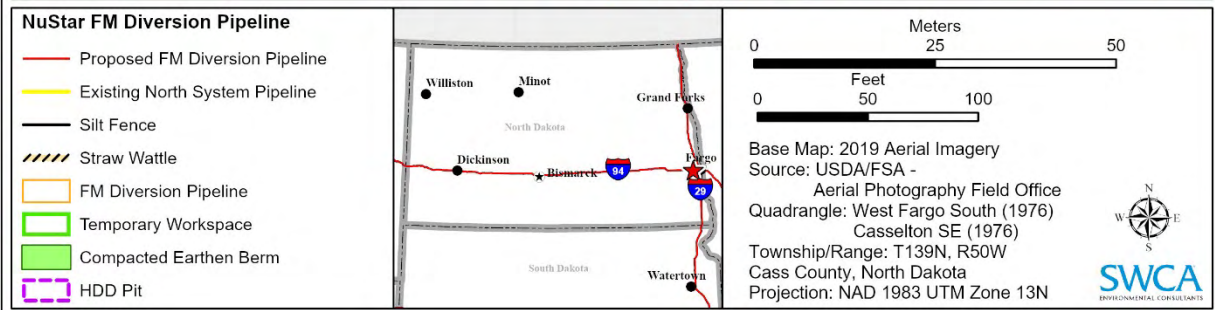 NuStar FM Diversion Pipeline
Proposed FM Diversion Pipeline
Existing North System Pipeline
Silt Fence
Straw Wattle
FM Diversion Pipeline
Temporary Workspace
Compacted Earthen Berm
HDD Pit
Williston
Minot
Grand Forks
North Dakota
Dickinson
Bismarck
94
Fargo
29
South Dakota
Watertown
Meters
0 25 50
Feet
0 50 100
Base Map: 2019 Aerial Imagery
Source: USDA/FSA -
Aerial Photography Field Office
Quadrangle: West Fargo South (1976)
Casselton SE (1976)
Township/Range: T139N, R50W
Cass County, North Dakota
Projection: NAD 1983 UTM Zone 13N
N
W E
S
SWCA
ENVIRONMENTAL CONSULTANTS